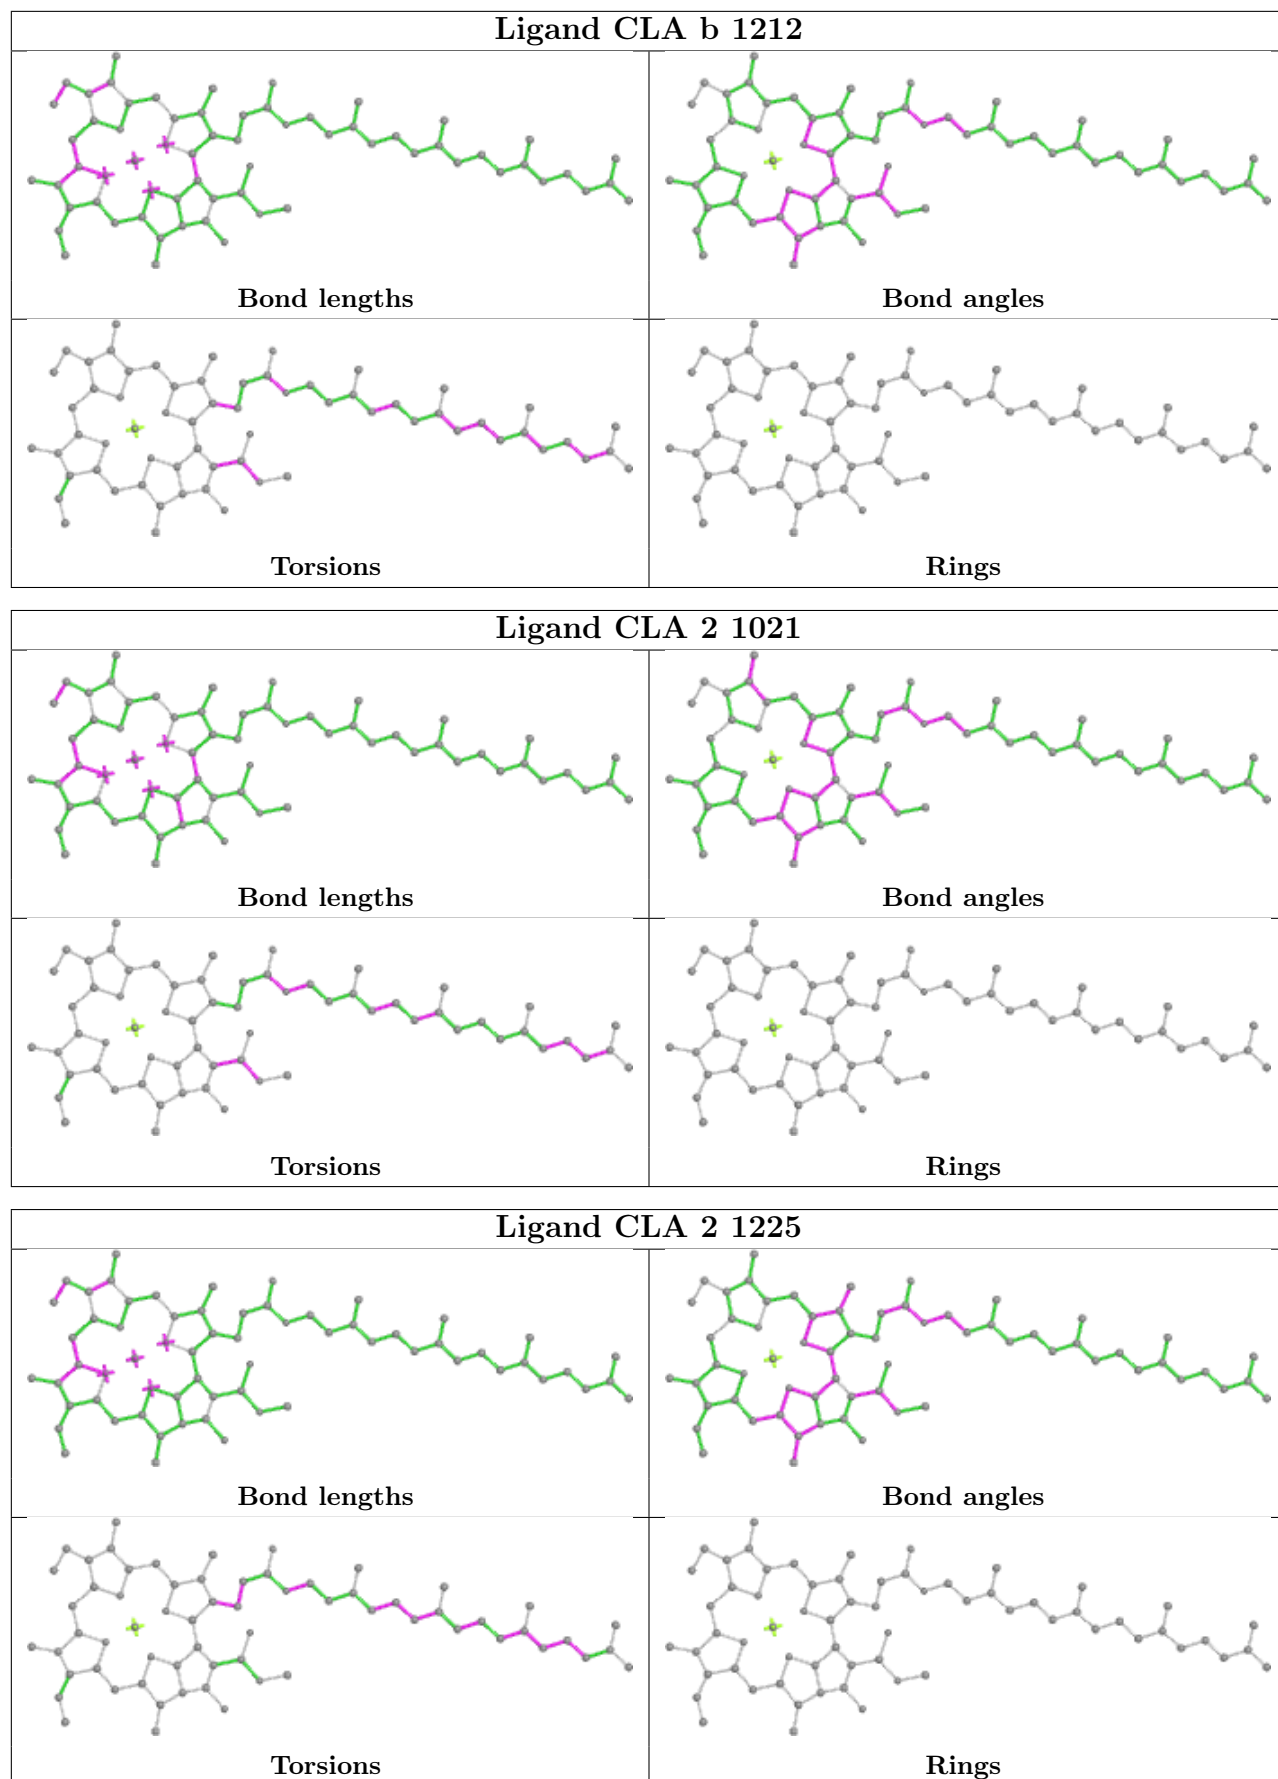 Ligand CLA b 1212
Bond lengths
Bond angles
Torsions
Rings
Ligand CLA 2 1021
Bond lengths
Bond angles
Torsions
Rings
Ligand CLA 2 1225
Bond lengths
Bond angles
Torsions
Rings